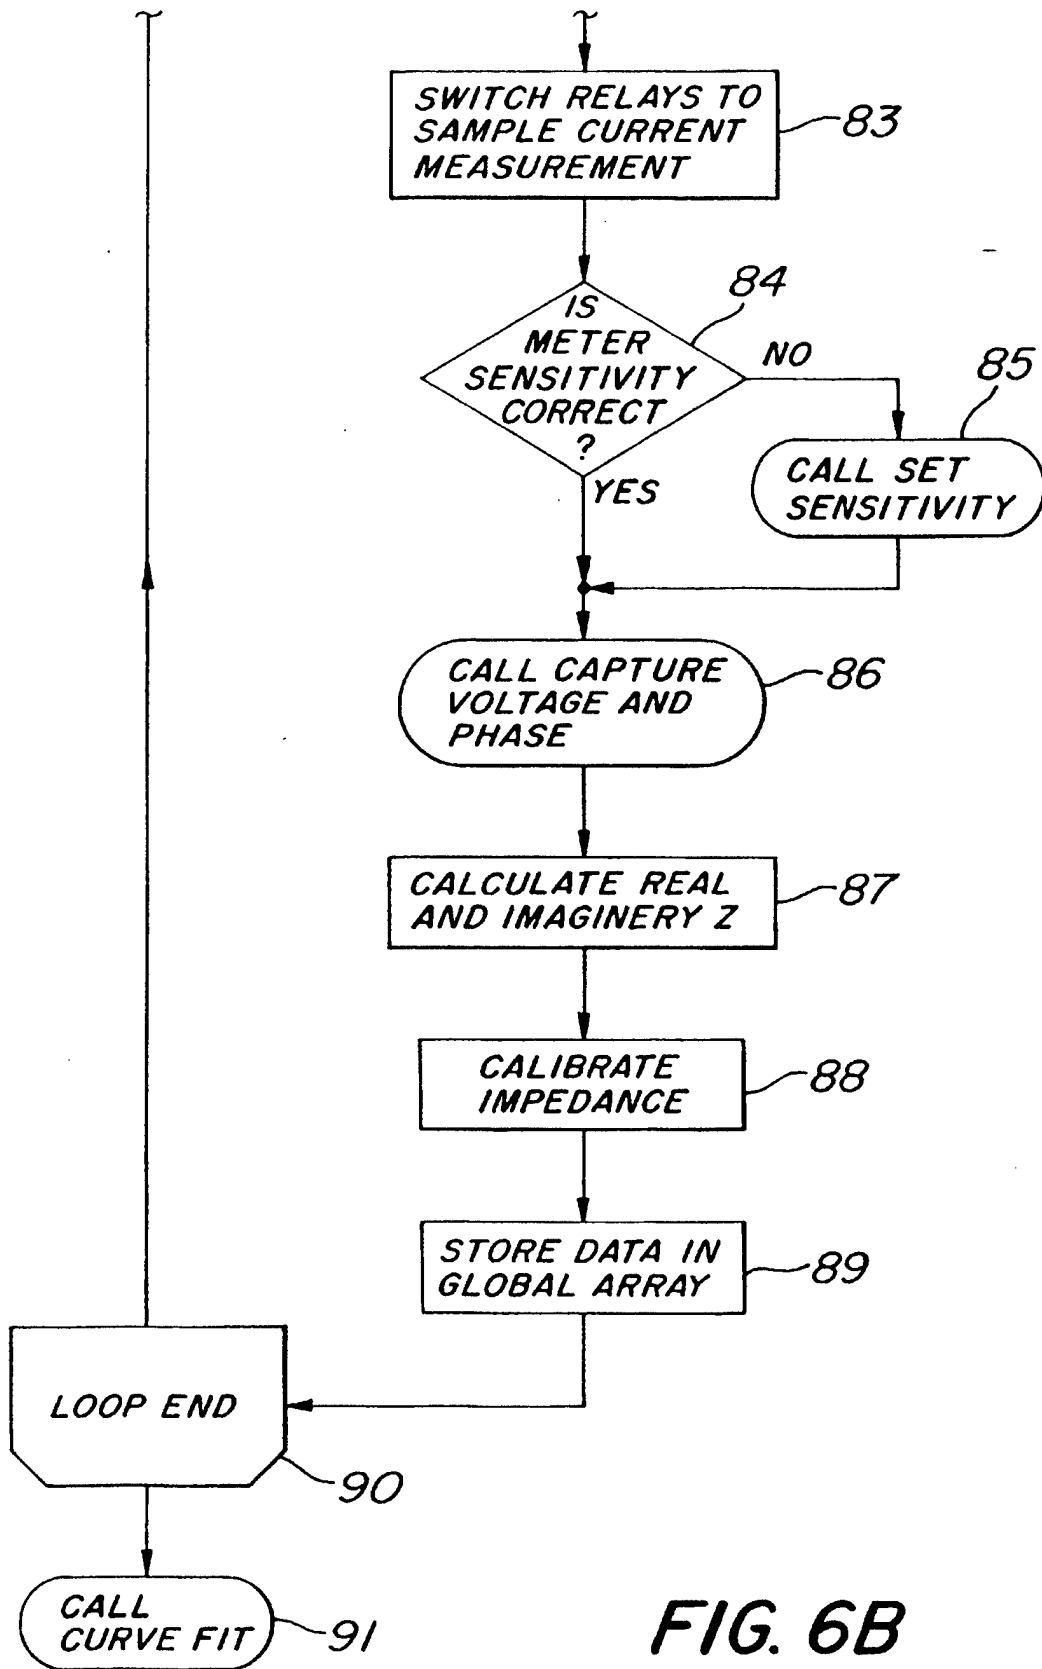 SWITCH RELAYS TO
SAMPLE CURRENT
MEASUREMENT
83
IS
METER
SENSITIVITY
CORRECT
?
84
NO
YES
85
CALL SET
SENSITIVITY
CALL CAPTURE
VOLTAGE AND
PHASE
86
CALCULATE REAL
AND IMAGINERY Z
87
CALIBRATE
IMPEDANCE
88
STORE DATA IN
GLOBAL ARRAY
89
LOOP END
90
CALL
CURVE FIT
91
FIG. 6B